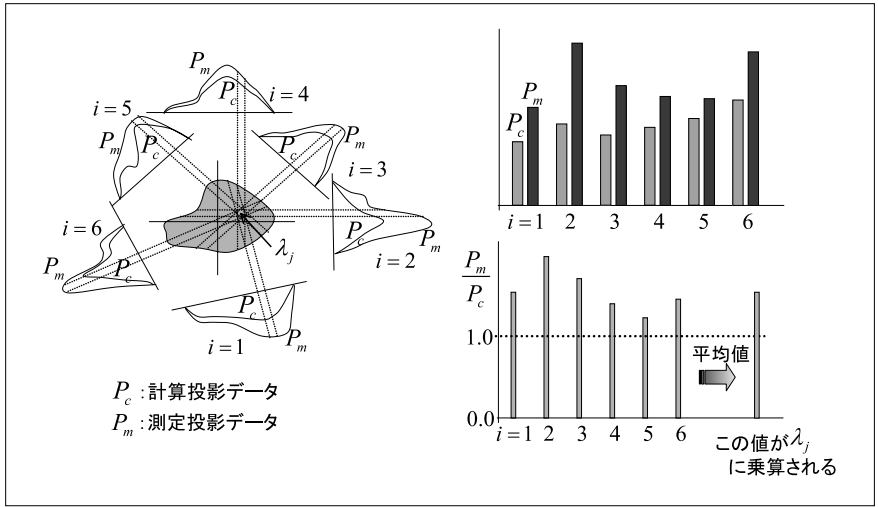 P_m
P_c
i = 4
i = 5
P_m
P_c
P_c
P_m
i = 3
i = 6
P_m
P_c
P_c
P_m
i = 2
λ_j
P_c
P_m
i = 1
P_c : 計算投影データ
P_m : 測定投影データ
P_m
P_c
i = 1 2 3 4 5 6
P_m
P_c
1.0
0.0
平均値
i = 1 2 3 4 5 6
この値がλ_j
に乗算される